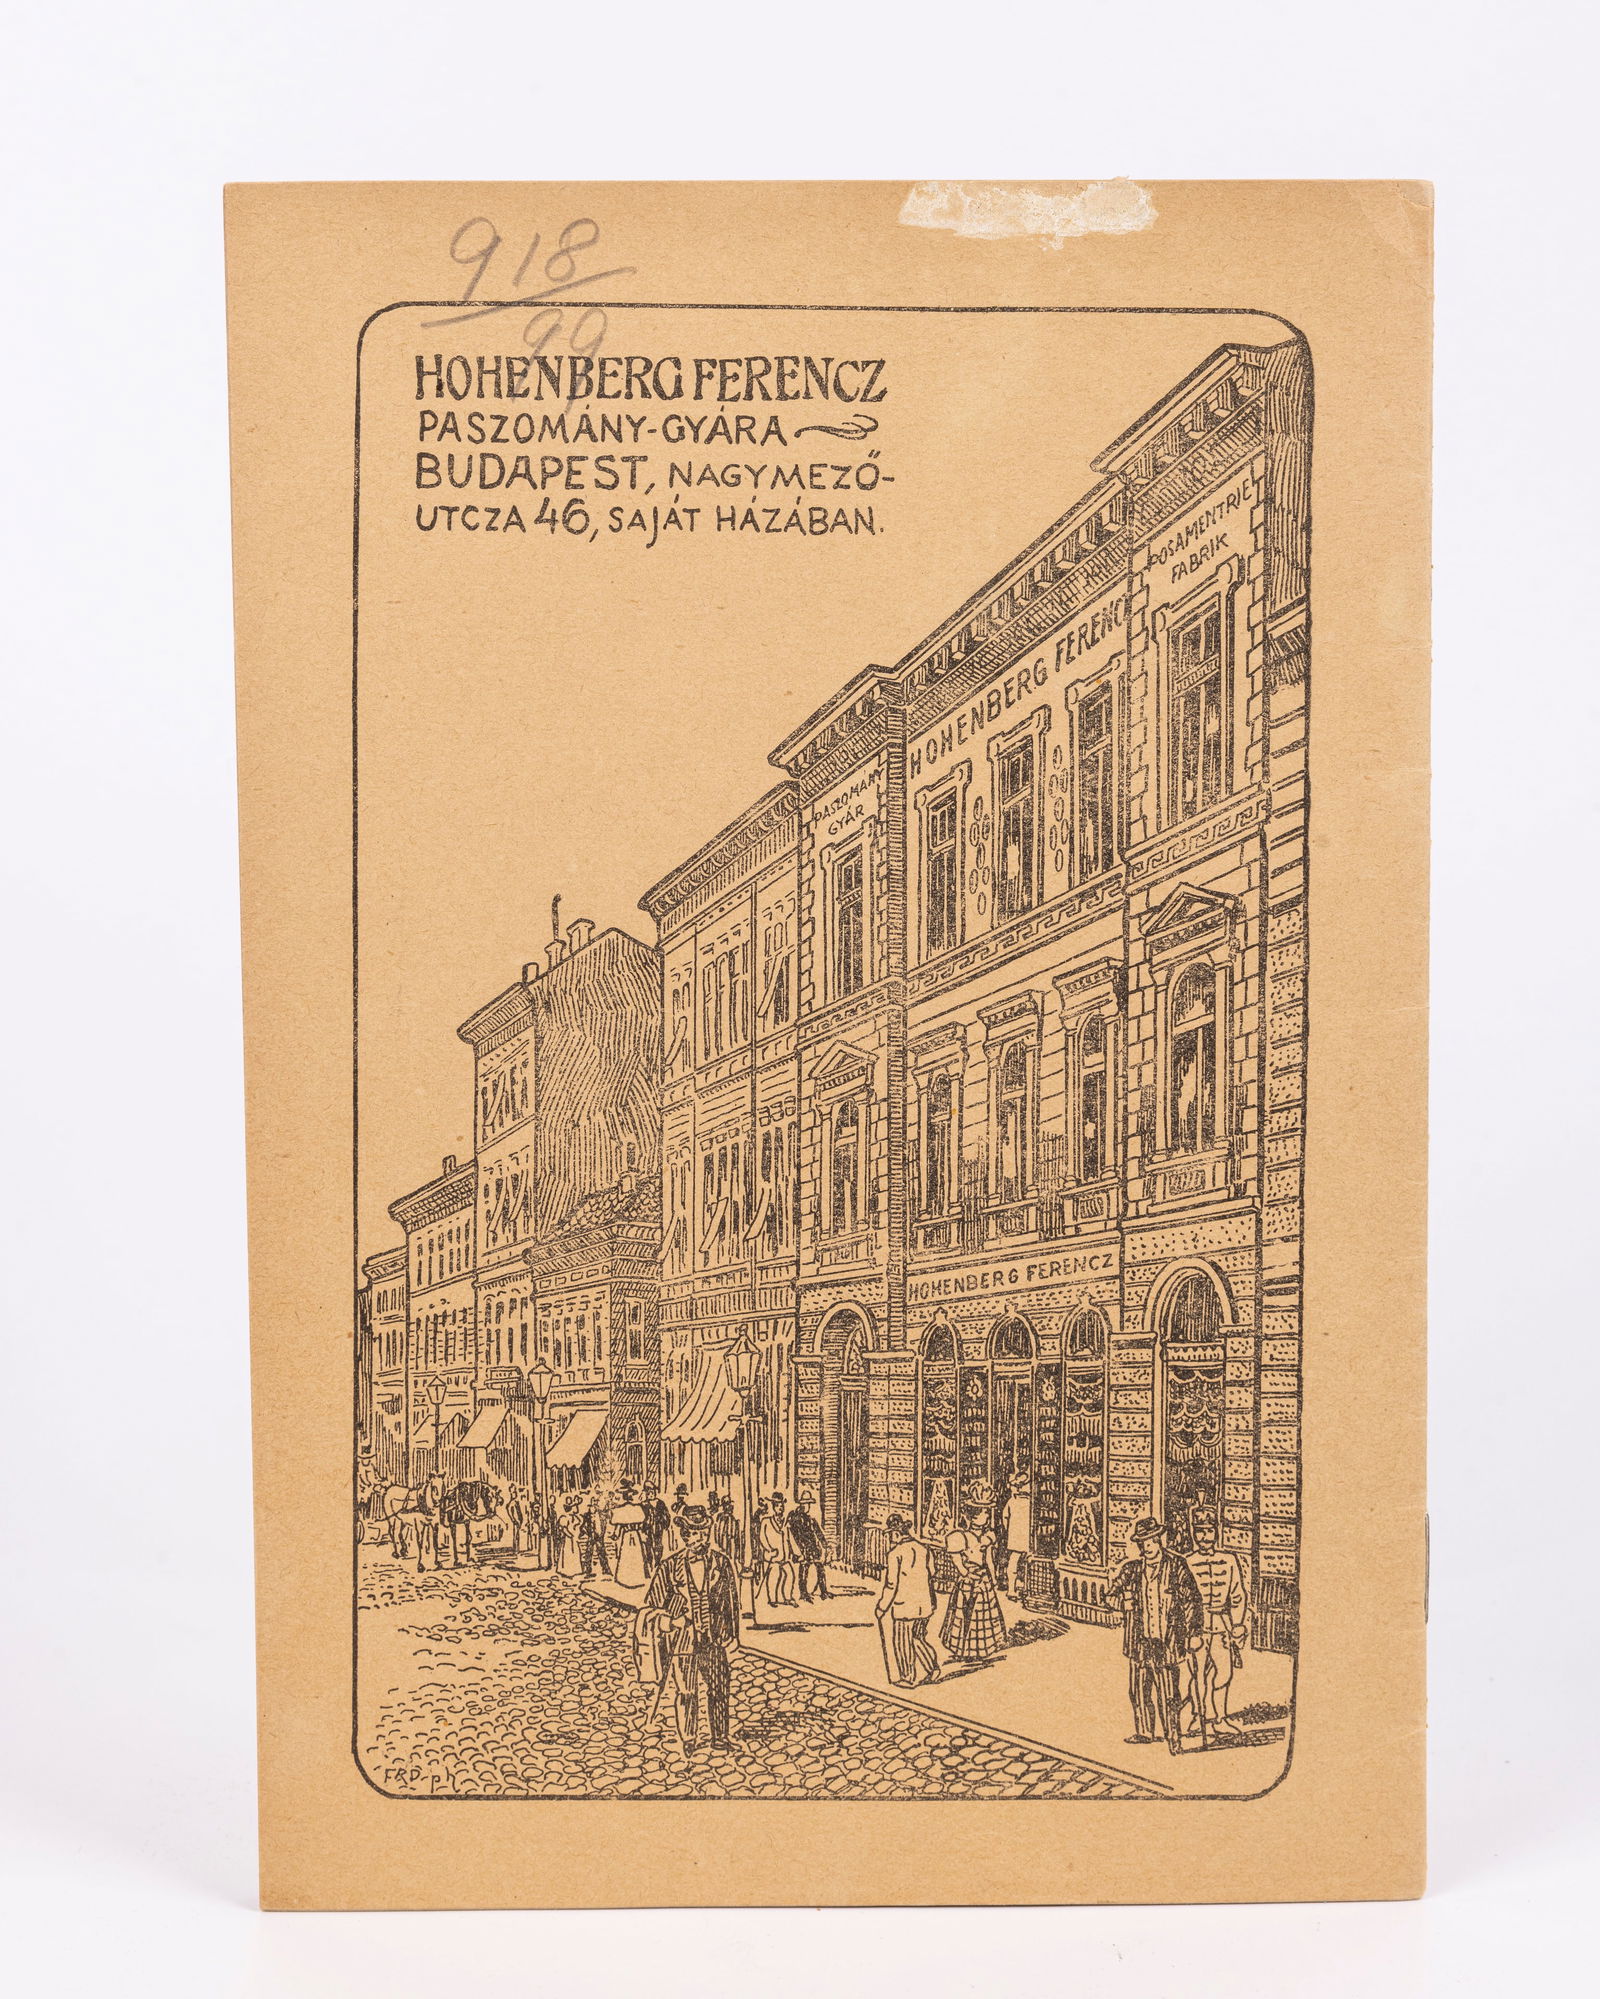 918
99
HOHENBERG FERENCZ
PASZOMÁNY-GYÁRA
BUDAPEST, NAGYMEZŐ-
UTCZA 46, SAJÁT HÁZÁBAN.
POSAMENTRIE
FABRIK
HOHENBERG FERENC
PASZOMÁNY
GYÁR
HOHENBERG FERENCZ